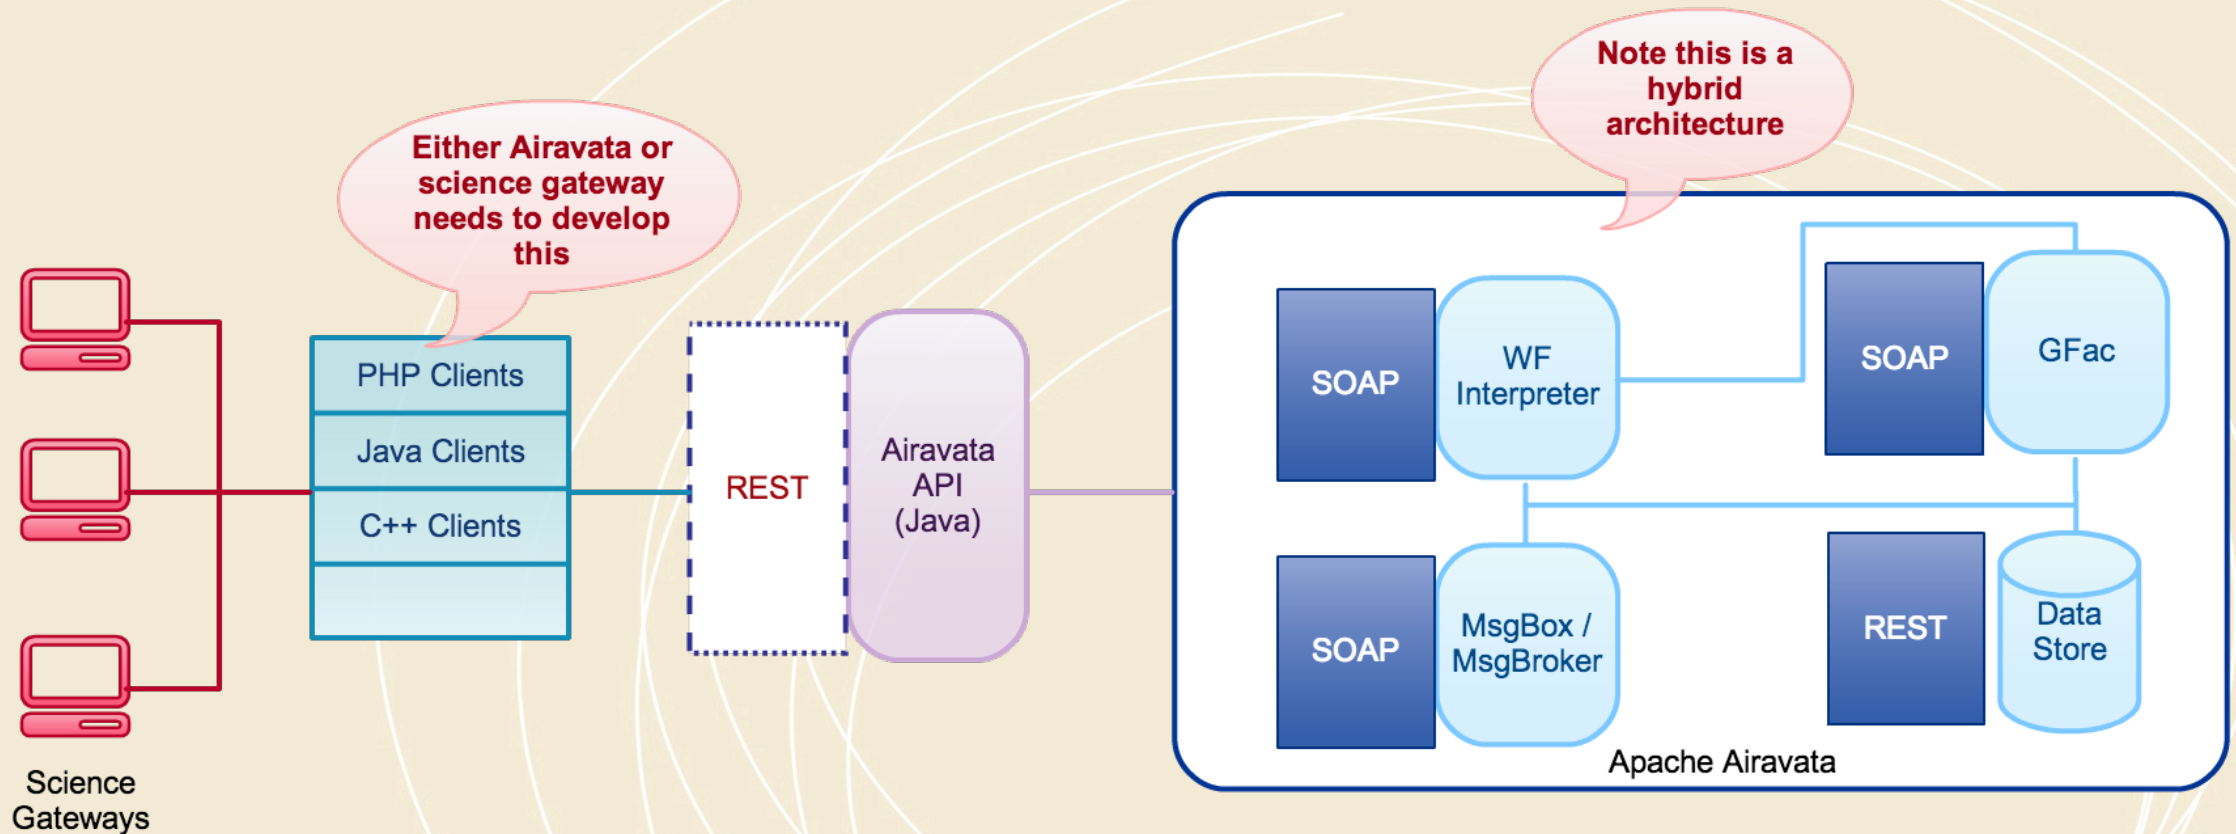 Note this is a
hybrid
architecture
Either Airavata or
science gateway
needs to develop
this
PHP Clients
Java Clients
C++ Clients
REST
Airavata
API
(Java)
SOAP
WF
Interpreter
SOAP
GFac
SOAP
MsgBox /
MsgBroker
REST
Data
Store
Apache Airavata
Science
Gateways